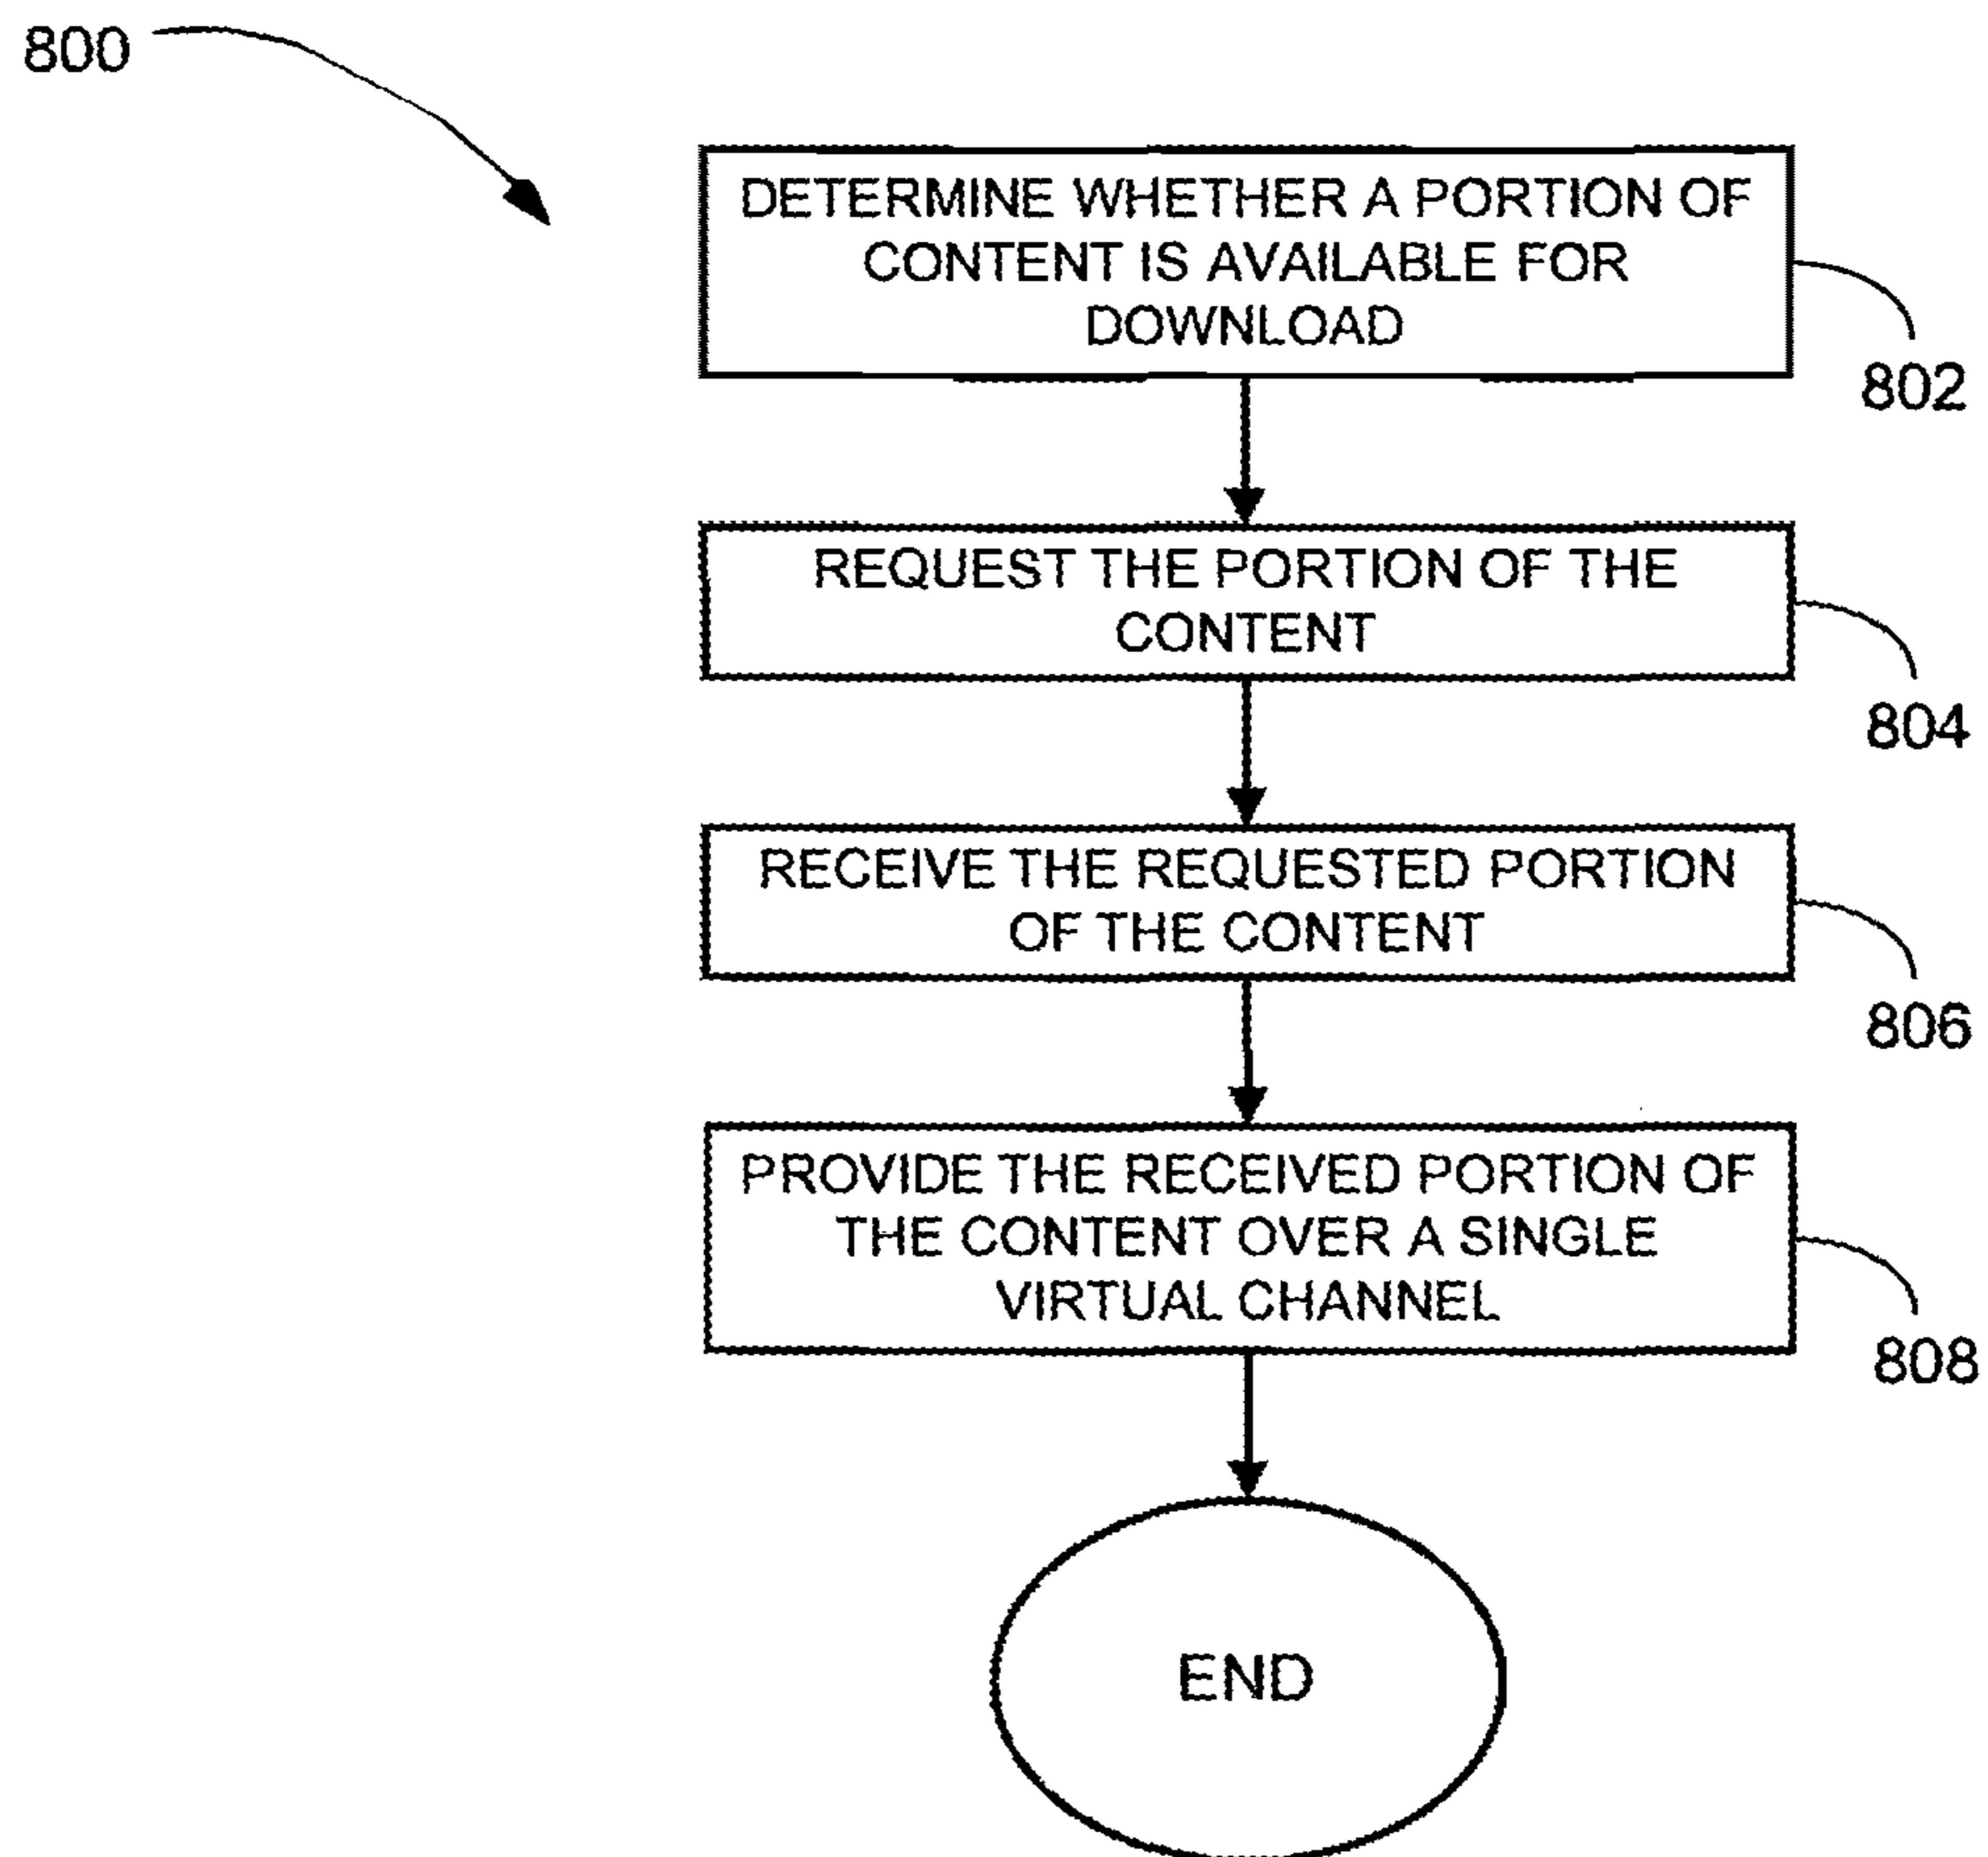 800
DETERMINE WHETHER A PORTION OF
CONTENT IS AVAILABLE FOR
DOWNLOAD
802
REQUEST THE PORTION OF THE
CONTENT
804
RECEIVE THE REQUESTED PORTION
OF THE CONTENT
806
PROVIDE THE RECEIVED PORTION OF
THE CONTENT OVER A SINGLE
VIRTUAL CHANNEL
808
END